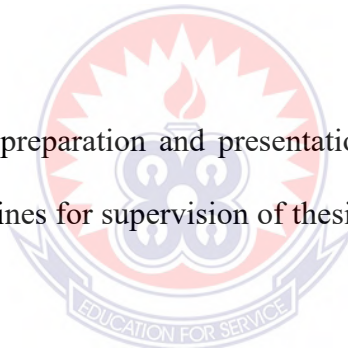 preparation and presentatio
ines for supervision of thesi
EDUCATION FOR SERVICE